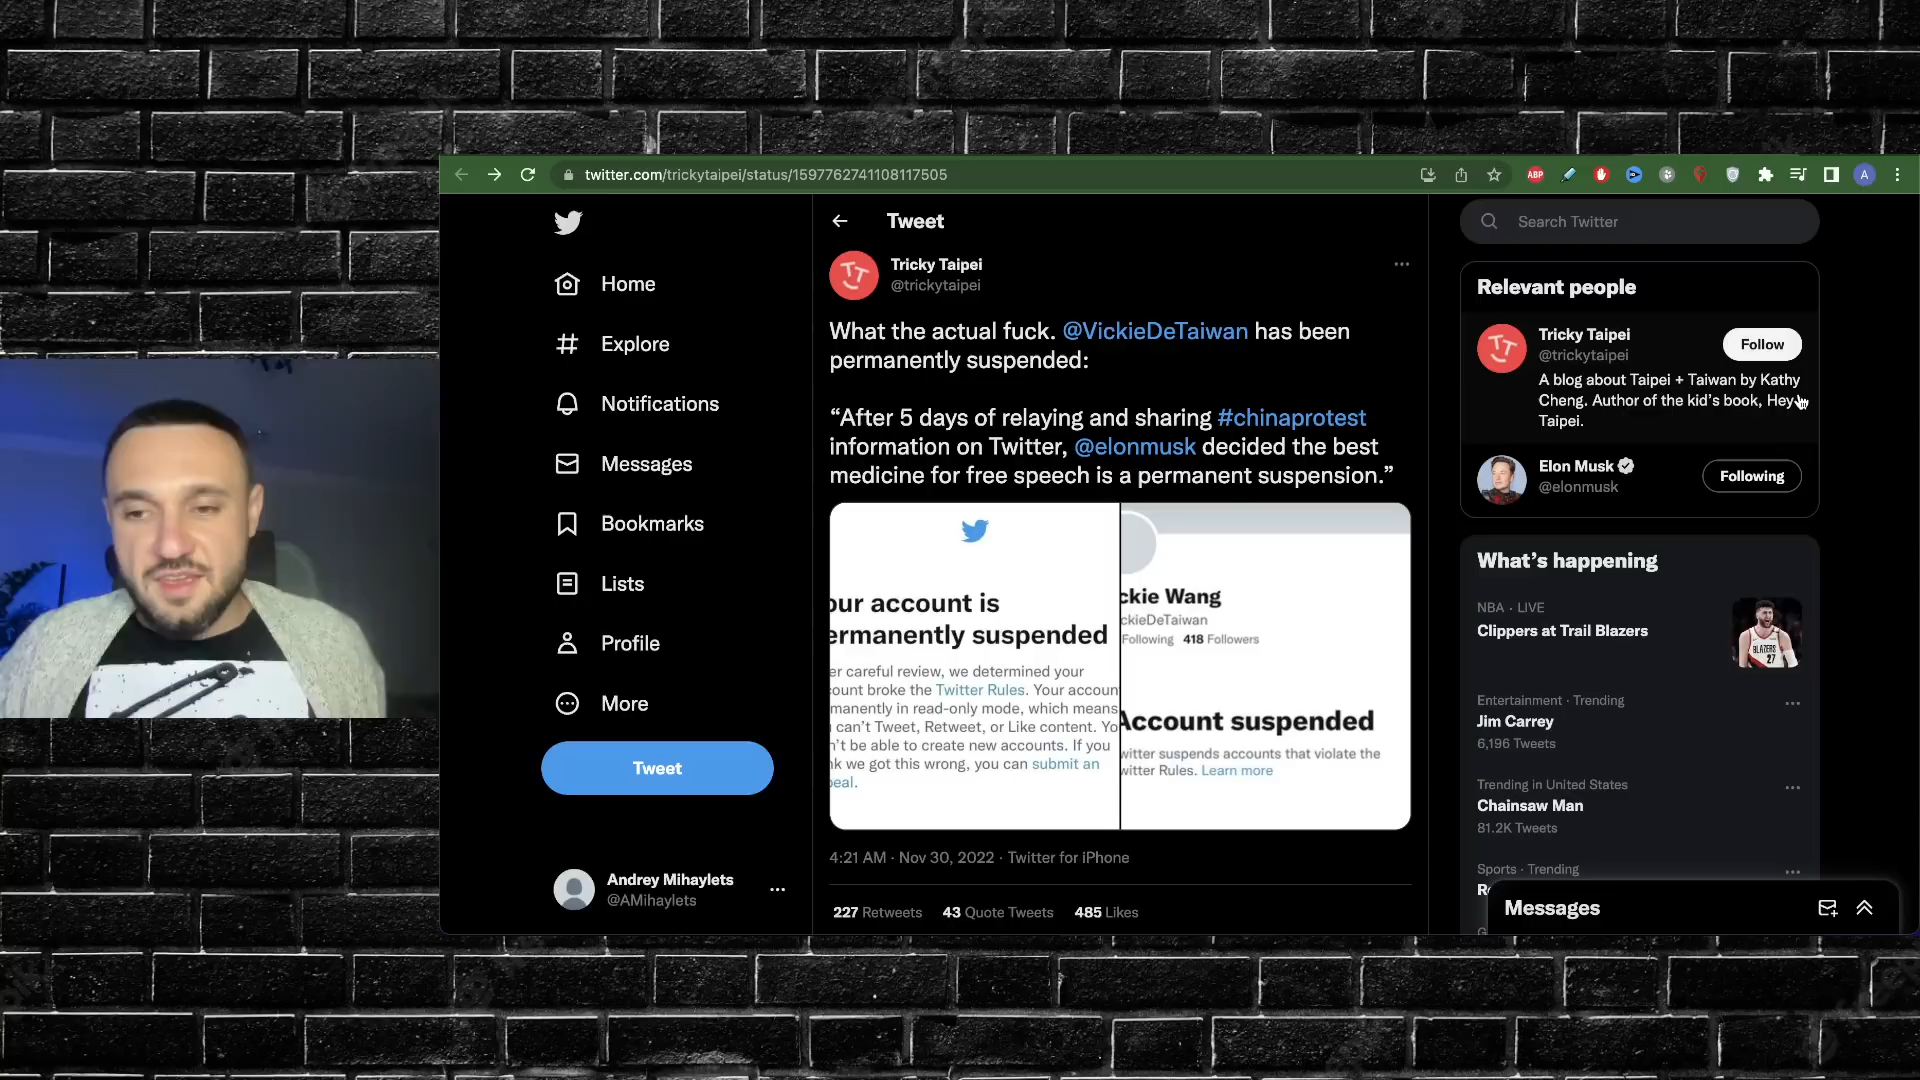 twitter.com/trickytaipei/status/1597762741108117505
ABP
A
Home
Explore
Notifications
Messages
Bookmarks
Lists
Profile
More
Tweet
Andrey Mihaylets
@AMihaylets
Tweet
Tricky Taipei
@trickytaipei
What the actual fuck. @VickieDeTaiwan has been
permanently suspended:
“After 5 days of relaying and sharing #chinaprotest
information on Twitter, @elonmusk decided the best
medicine for free speech is a permanent suspension.”
our account is
ermanently suspended
er careful review, we determined your
ount broke the Twitter Rules. Your accoun
manently in read-only mode, which means
can’t Tweet, Retweet, or Like content. Yo
n’t be able to create new accounts. If you
nk we got this wrong, you can submit an
peal.
ckie Wang
ckieDeTaiwan
Following 418 Followers
Account suspended
witter suspends accounts that violate the
witter Rules. Learn more
4:21 AM · Nov 30, 2022 · Twitter for iPhone
227 Retweets 43 Quote Tweets 485 Likes
Search Twitter
Relevant people
Tricky Taipei
@trickytaipei
Follow
A blog about Taipei + Taiwan by Kathy
Cheng. Author of the kid’s book, Hey
Taipei.
Elon Musk
@elonmusk
Following
What’s happening
NBA · LIVE
Clippers at Trail Blazers
BLAZERS
27
Entertainment · Trending
Jim Carrey
6,196 Tweets
Trending in United States
Chainsaw Man
81.2K Tweets
Sports · Trending
Messages